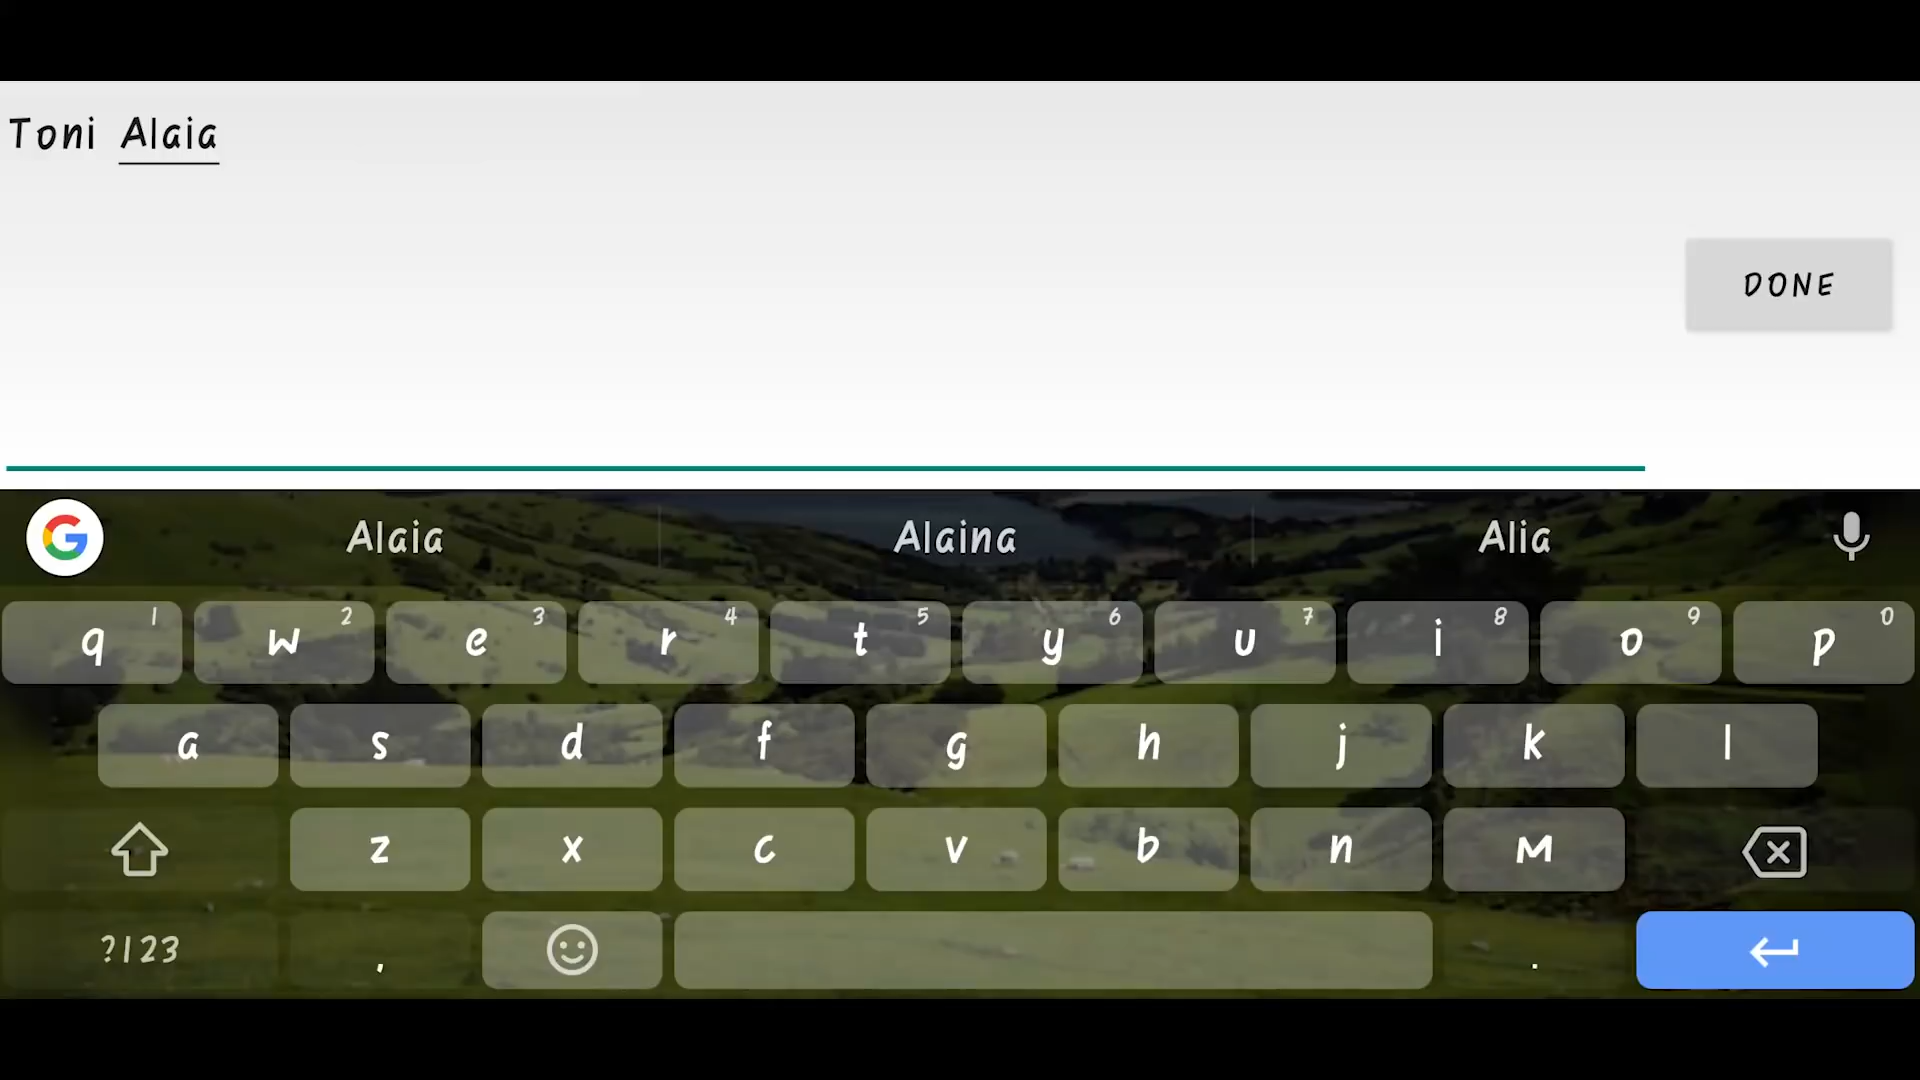 Toni Alaia
DONE
Alaia Alaina Alia
q 1 w 2 e 3 r 4 t 5 y 6 u 7 i 8 o 9 p 0
a s d f g h j k l
z x c v b n m
?123 , .